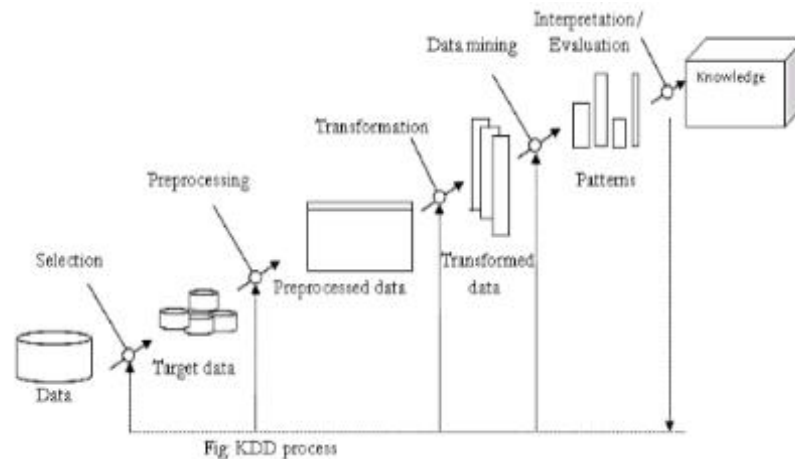 Interpretation/
Evaluation
Data mining
Knowledge
Transformation
Preprocessing
Patterns
Selection
Transformed
data
Preprocessed data
Target data
Data
Fig: KDD process